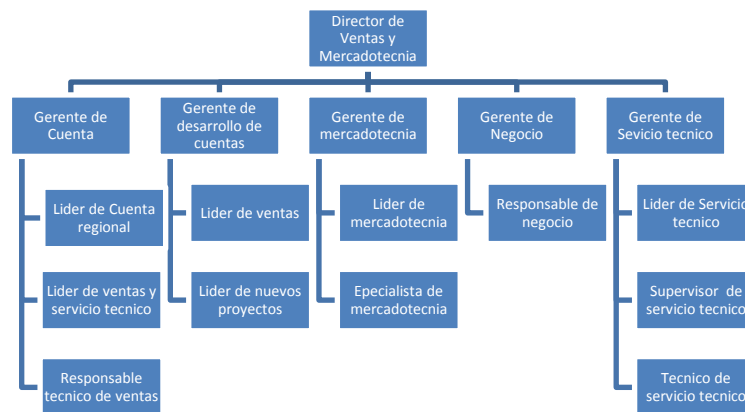 Director de
Ventas y
Mercadotecnia
Gerente de
Cuenta
Gerente de
desarrollo de
cuentas
Gerente de
mercadotecnia
Gerente de
Negocio
Gerente de
Sevicio tecnico
Lider de Cuenta
regional
Lider de ventas
Lider de
mercadotecnia
Responsable de
negocio
Lider de Servicio
tecnico
Lider de ventas y
servicio tecnico
Lider de nuevos
proyectos
Epecialista de
mercadotecnia
Supervisor de
servicio tecnico
Responsable
tecnico de ventas
Tecnico de
servicio tecnico